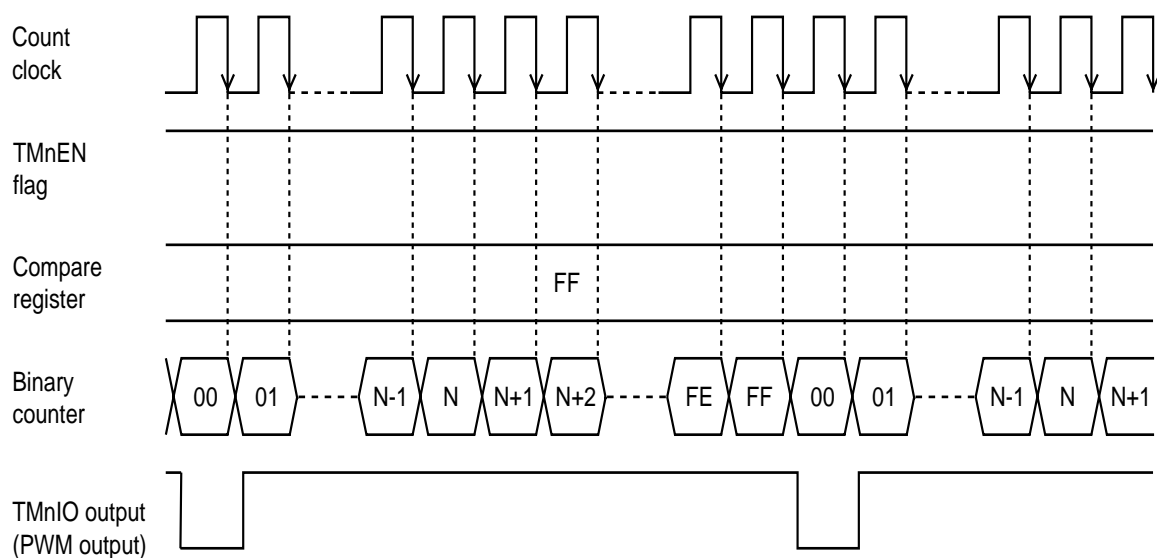 Count
clock
TMnEN
flag
Compare
register
FF
Binary
counter
00 01 N-1 N N+1 N+2 FE FF 00 01 N-1 N N+1
TMnIO output
(PWM output)